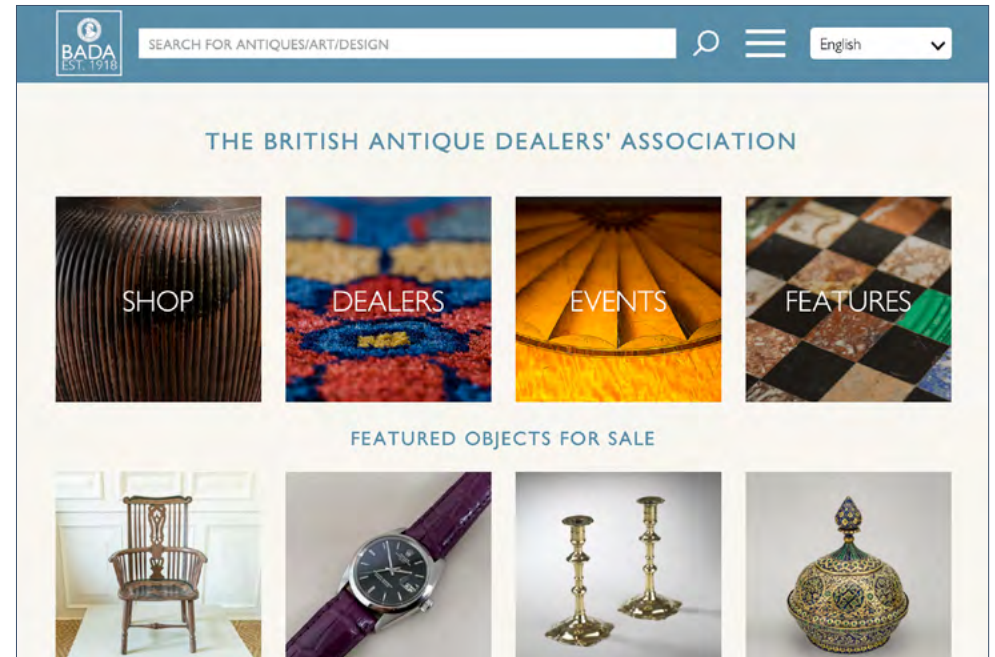 BADA
EST. 1918
SEARCH FOR ANTIQUES/ART/DESIGN
English
THE BRITISH ANTIQUE DEALERS' ASSOCIATION
SHOP
DEALERS
EVENTS
FEATURES
FEATURED OBJECTS FOR SALE